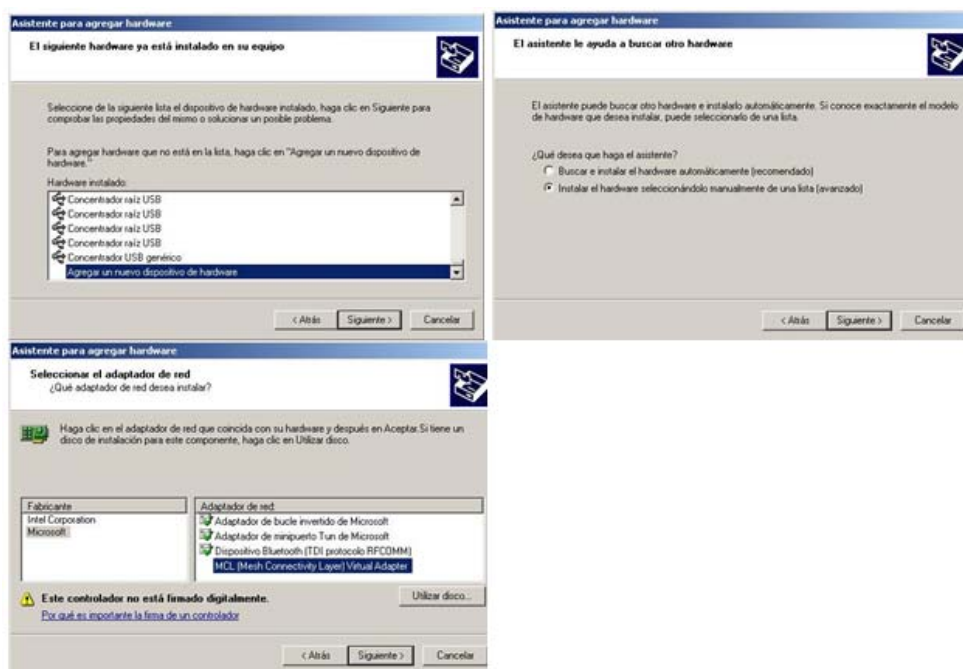 Asistente para agregar hardware
El siguiente hardware ya está instalado en su equipo
Seleccione de la siguiente lista el dispositivo de hardware instalado, haga clic en Siguiente para
comprobar las propiedades del mismo o solucionar un posible problema.
Para agregar hardware que no está en la lista, haga clic en "Agregar un nuevo dispositivo de
hardware."
Hardware instalado:
Concentrador raíz USB
Concentrador raíz USB
Concentrador raíz USB
Concentrador raíz USB
Concentrador USB genérico
Agregar un nuevo dispositivo de hardware
< Atrás Siguiente > Cancelar
Asistente para agregar hardware
El asistente le ayuda a buscar otro hardware
El asistente puede buscar otro hardware e instalarlo automáticamente. Si conoce exactamente el modelo
de hardware que desea instalar, puede seleccionarlo de una lista.
¿Qué desea que haga el asistente?
Buscar e instalar el hardware automáticamente (recomendado)
Instalar el hardware seleccionándolo manualmente de una lista (avanzado)
< Atrás Siguiente > Cancelar
Asistente para agregar hardware
Seleccionar el adaptador de red
¿Qué adaptador de red desea instalar?
Haga clic en el adaptador de red que coincida con su hardware y después en Aceptar.Si tiene un
disco de instalación para este componente, haga clic en Utilizar disco.
Fabricante
Intel Corporation
Microsoft
Adaptador de red:
Adaptador de bucle invertido de Microsoft
Adaptador de minipuerto Tun de Microsoft
Dispositivo Bluetooth (TDI protocolo RFCOMM)
MCL (Mesh Connectivity Layer) Virtual Adapter
Este controlador no está firmado digitalmente.
Utilizar disco...
Por qué es importante la firma de un controlador
< Atrás Siguiente > Cancelar